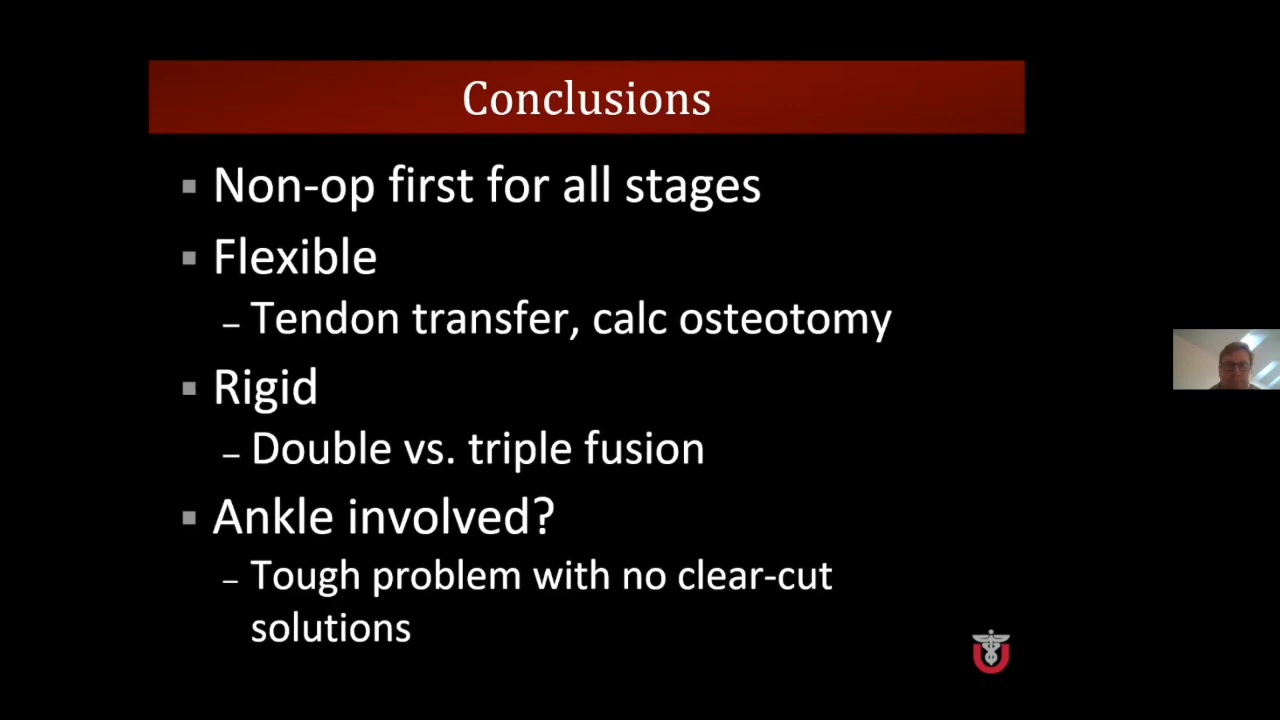 Conclusions
Non-op first for all stages
Flexible
– Tendon transfer, calc osteotomy
Rigid
– Double vs. triple fusion
Ankle involved?
– Tough problem with no clear-cut
solutions